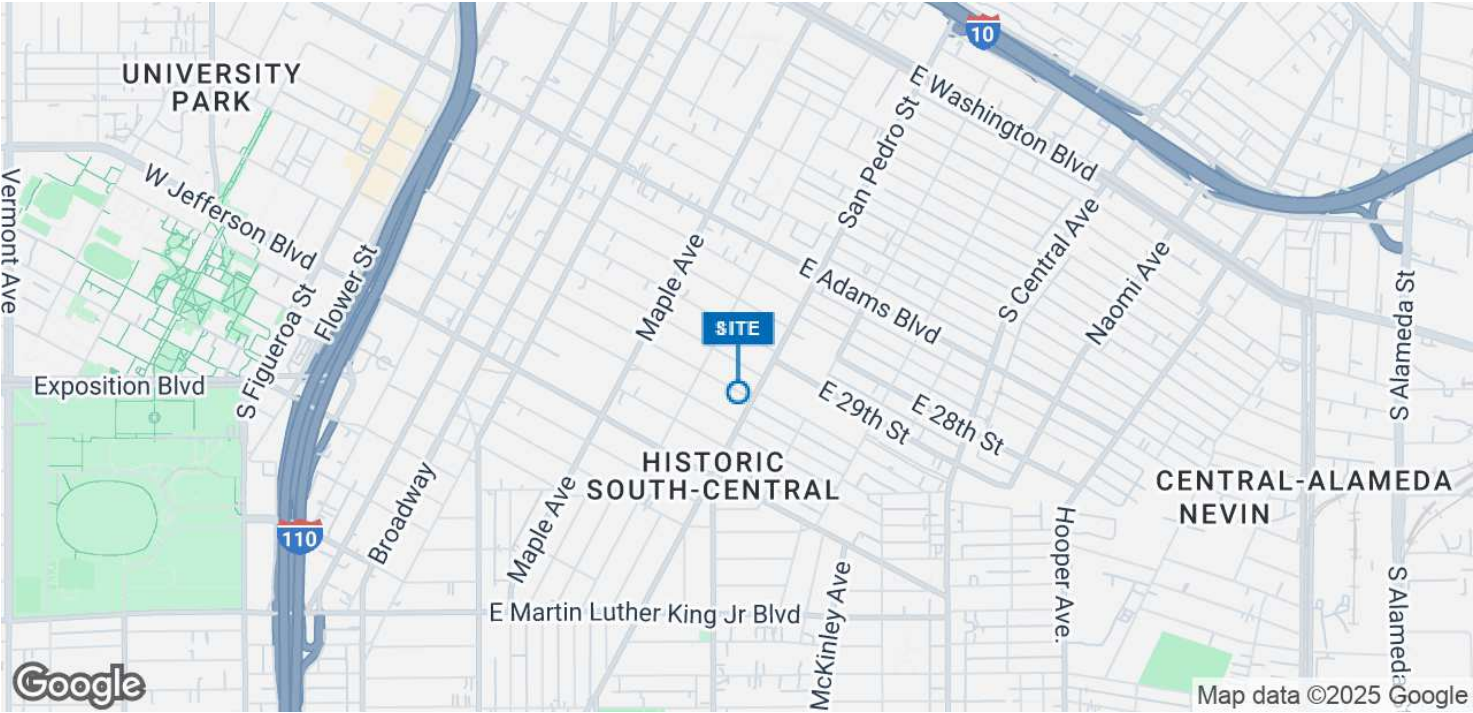 10
UNIVERSITY
PARK
E Washington Blvd
San Pedro St
W Jefferson Blvd
Vermont Ave
S Central Ave
Flower St
Maple Ave
Naomi Ave
E Adams Blvd
S Figueroa St
S Alameda St
SITE
Exposition Blvd
E 29th St
E 28th St
HISTORIC
SOUTH-CENTRAL
CENTRAL-ALAMEDA
NEVIN
Broadway
Maple Ave
110
Hooper Ave.
McKinley Ave
S Alameda
E Martin Luther King Jr Blvd
Google
Map data ©2025 Google